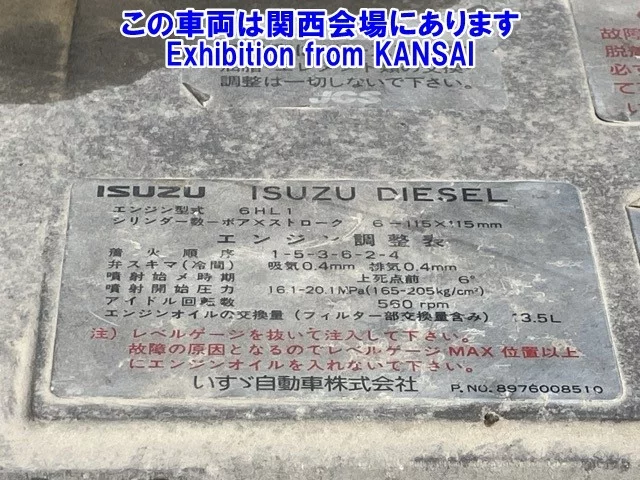 この車両は関西会場にあります
Exhibition from KANSAI
調整は一切しないで下さい。
故障
脱
必ず
い
ISUZU ISUZU DIESEL
エンジン型式 6HL1
シリンダー数ーボア×ストローク 6-115×115mm
エンジン調整表
着火順序 1-5-3-6-2-4
弁スキマ(冷間) 吸気0.4mm 排気0.4mm
噴射始め時期 上死点前 6°
噴射開始圧力 16.1-20.1MPa(165-205kg/cm²)
アイドル回転数 560 rpm
エンジンオイルの交換量(フィルター部交換量含み) 13.5L
注)レベルゲージを抜いて注入して下さい。
故障の原因となるのでレベルゲージMAX位置以上
にエンジンオイルを入れないで下さい。
いすゞ自動車株式会社 P.NO.8976008510